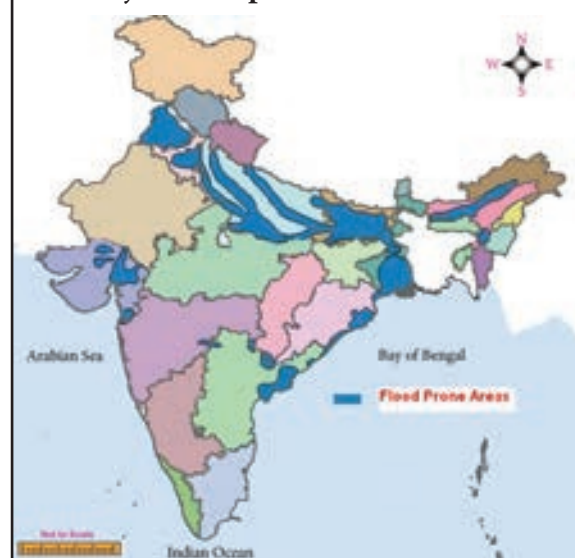 N
W E
S
Arabian Sea
Bay of Bengal
Flood Prone Areas
Indian Ocean